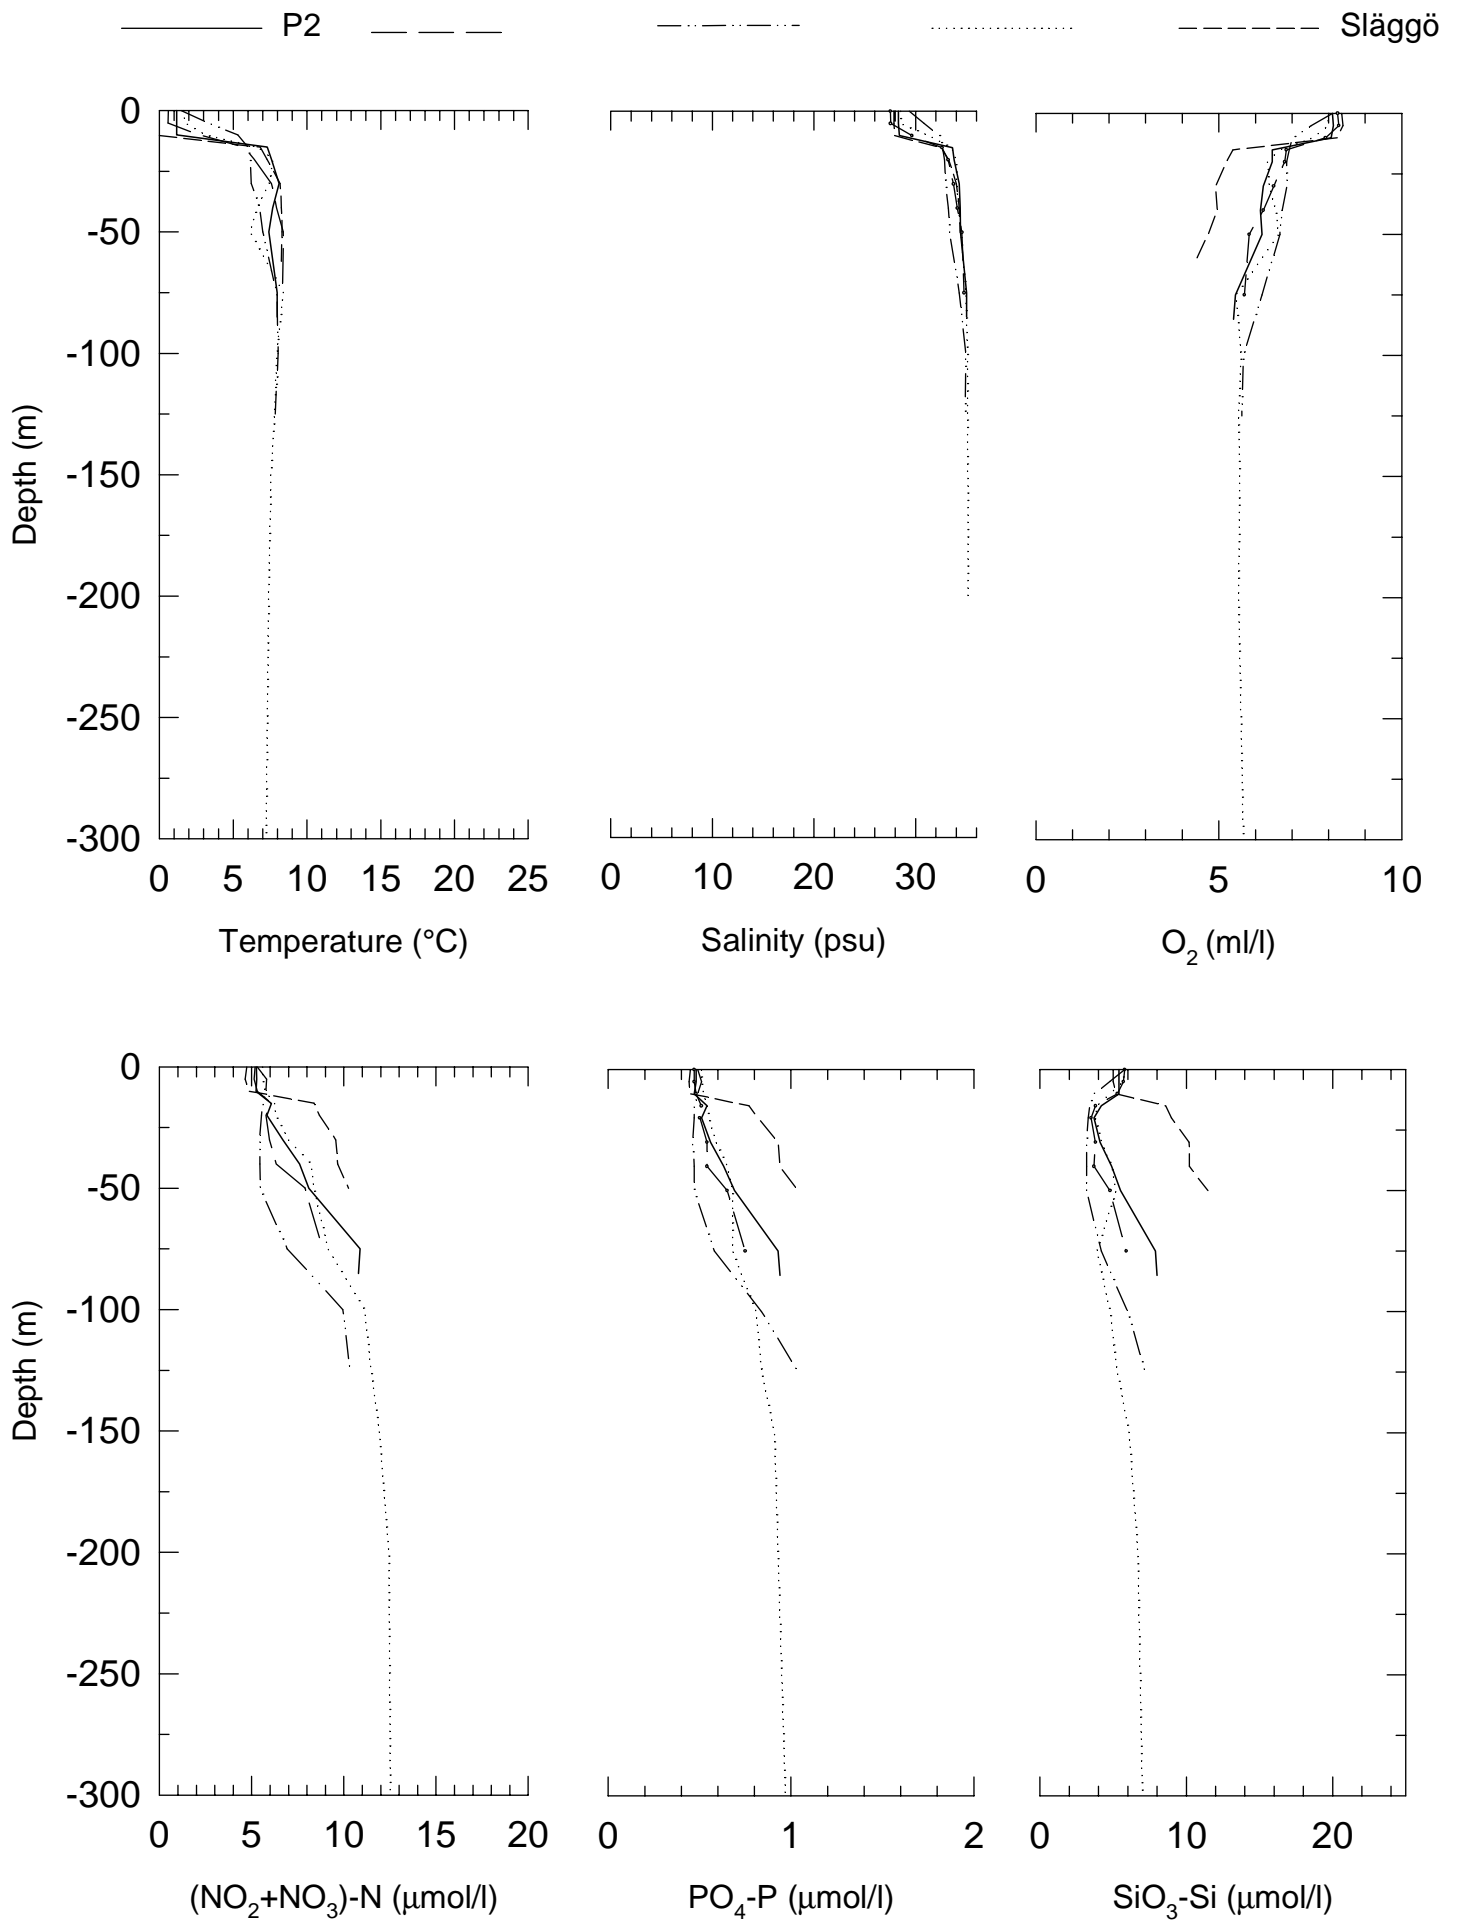 P2 Släggö
0
-50
-100
-150
-200
-250
-300
Depth (m)
0 5 10 15 20 25
0 10 20 30
0 5 10
Temperature (°C)
Salinity (psu)
O2 (ml/l)
0
-50
-100
-150
-200
-250
-300
Depth (m)
0 5 10 15 20
0 1 2
0 10 20
(NO2+NO3)-N (μmol/l)
PO4-P (μmol/l)
SiO3-Si (μmol/l)